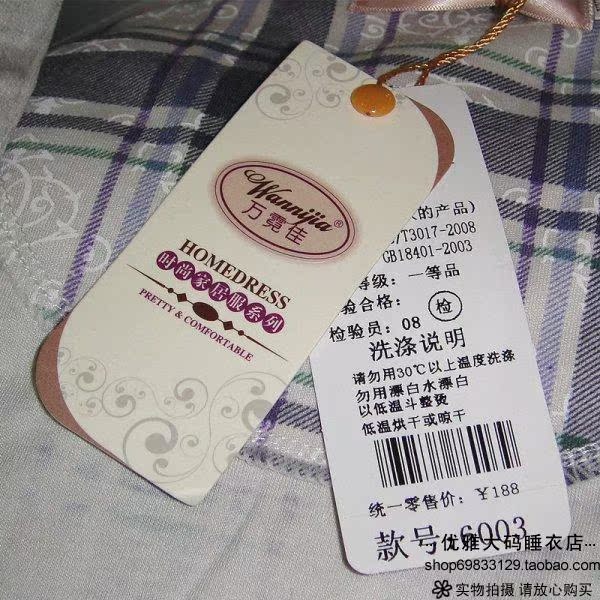 Wannijia®
万霓佳
HOMEDRESS
时尚家居服系列
PRETTY & COMFORTABLE
的产品)
/T3017-2008
GB18401-2003
等级: 一等品
验合格: 检
检验员: 08
洗涤说明
请勿用30℃以上温度洗涤
勿用漂白水漂白
以低温斗整烫
低温烘干或晾干
统一零售价: ¥188
款号:6003
...优雅大码睡衣店...
shop69833129.taobao.com
实物拍摄 请放心购买